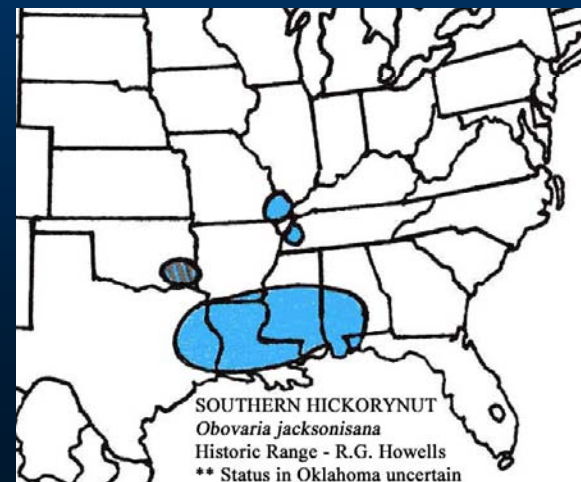 SOUTHERN HICKORYNUT
Obovaria jacksonisana
Historic Range - R.G. Howells
** Status in Oklahoma uncertain